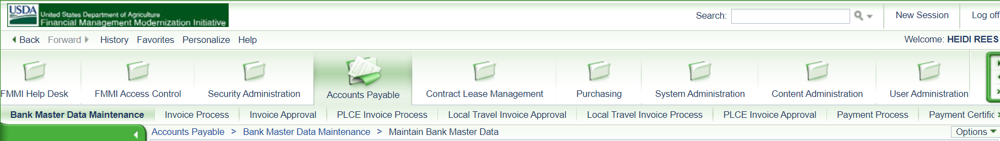 USDA United States Department of Agriculture
Financial Management Modernization Initiative
Search:
New Session
Log off
Back Forward History Favorites Personalize Help
Welcome: HEIDI REES
FMMI Help Desk
FMMI Access Control
Security Administration
Accounts Payable
Contract Lease Management
Purchasing
System Administration
Content Administration
User Administration
Bank Master Data Maintenance
Invoice Process
Invoice Approval
PLCE Invoice Process
Local Travel Invoice Approval
Local Travel Invoice Process
PLCE Invoice Approval
Payment Process
Payment Certific
Accounts Payable > Bank Master Data Maintenance > Maintain Bank Master Data
Options